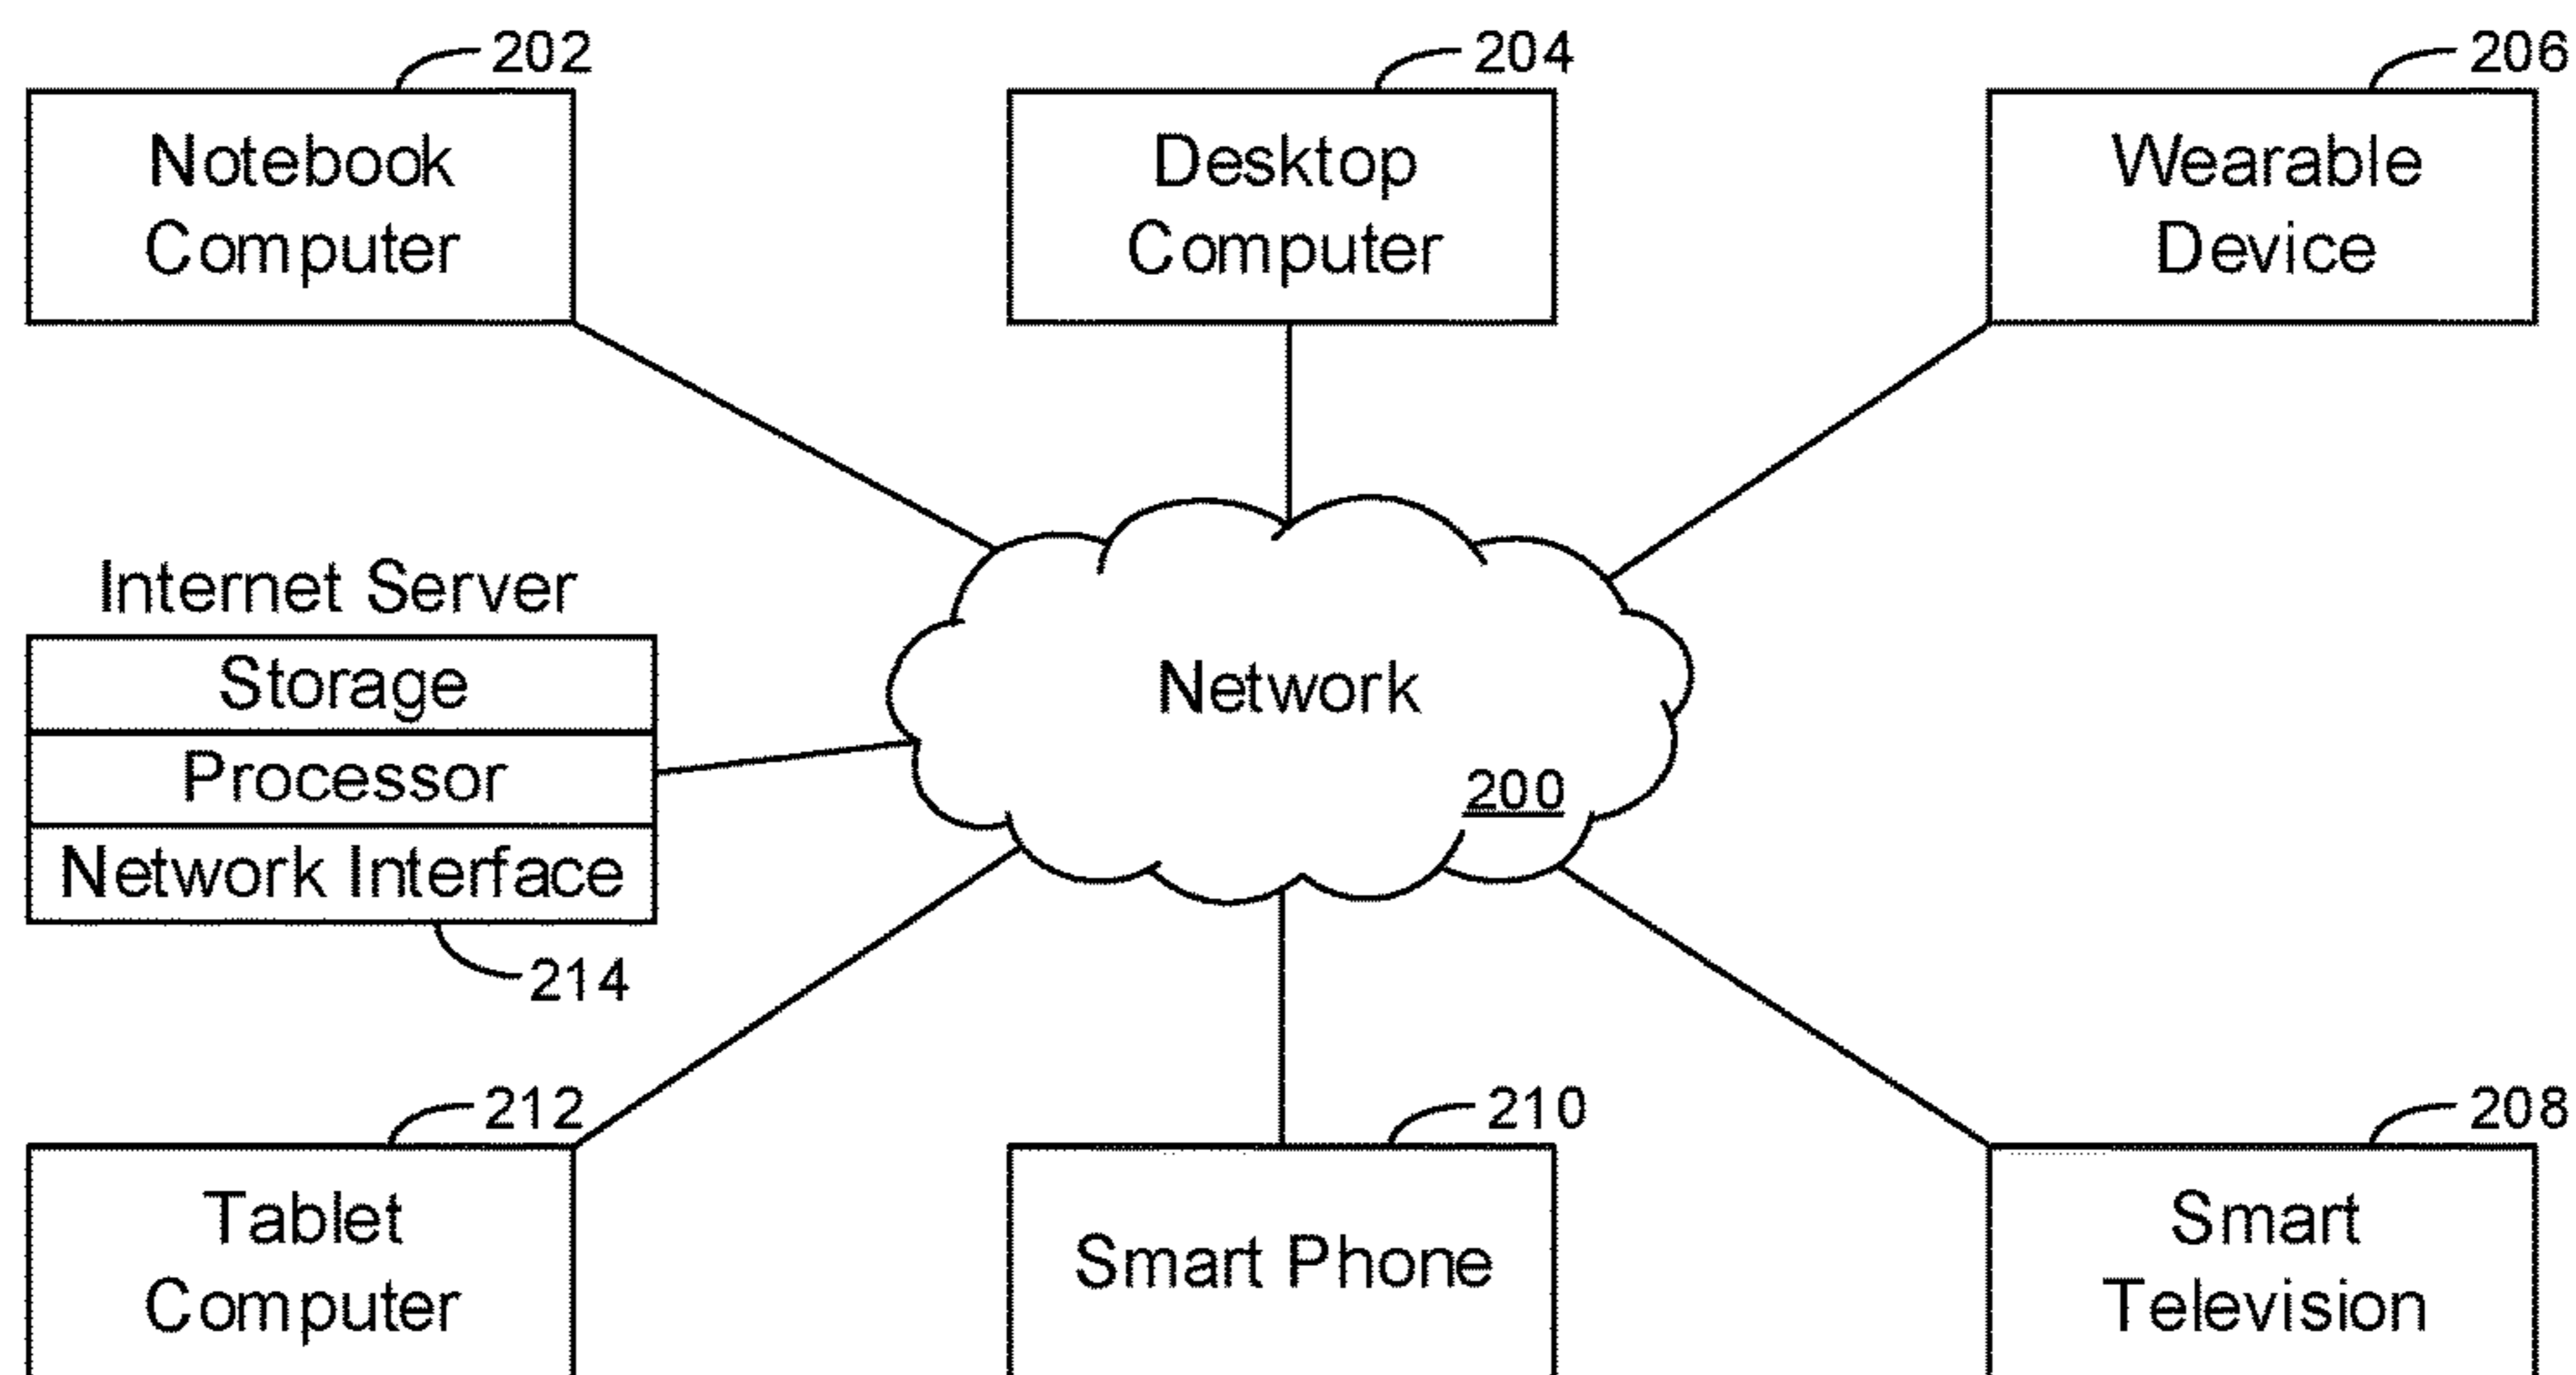 202
204
206
Notebook
Computer
Desktop
Computer
Wearable
Device
Internet Server
Storage
Processor
Network Interface
214
Network
200
212
210
208
Tablet
Computer
Smart Phone
Smart
Television